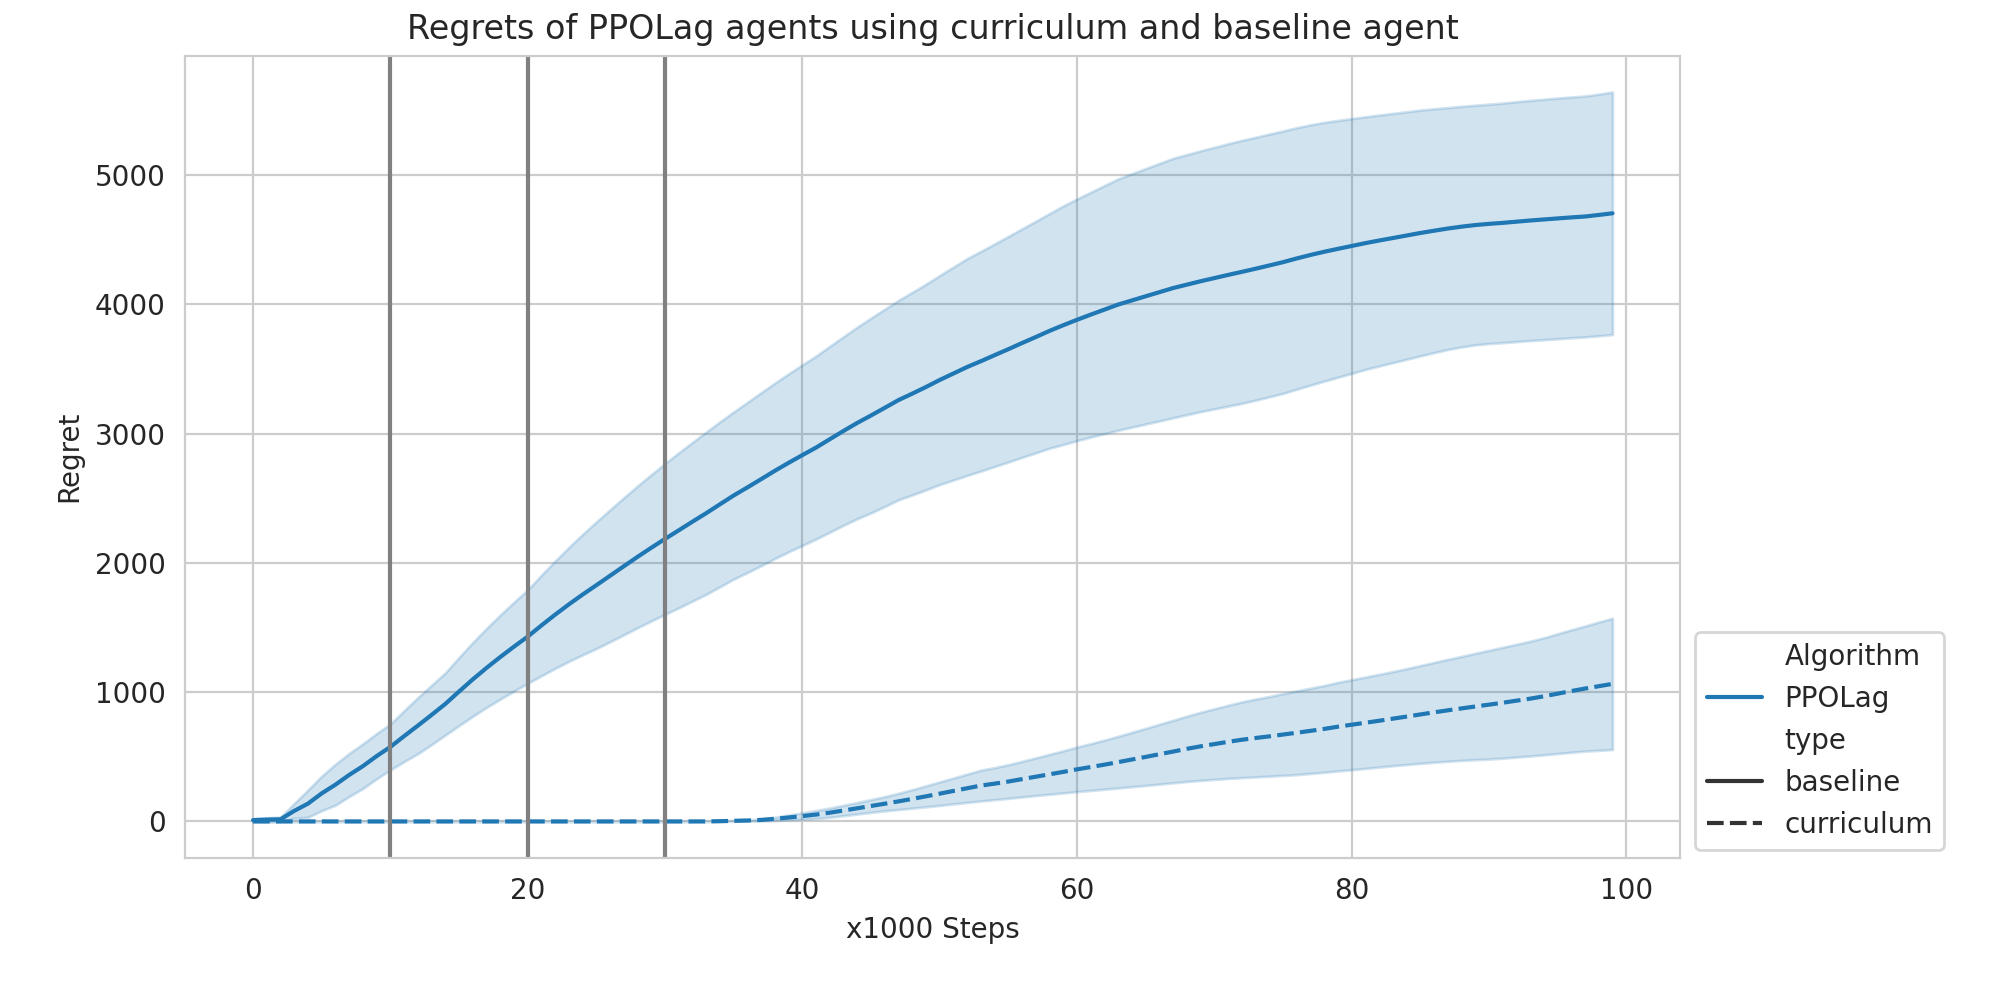 Regrets of PPOLag agents using curriculum and baseline agent
5000
4000
3000
2000
1000
0
Regret
0 20 40 60 80 100
x1000 Steps
Algorithm
PPOLag
type
baseline
curriculum